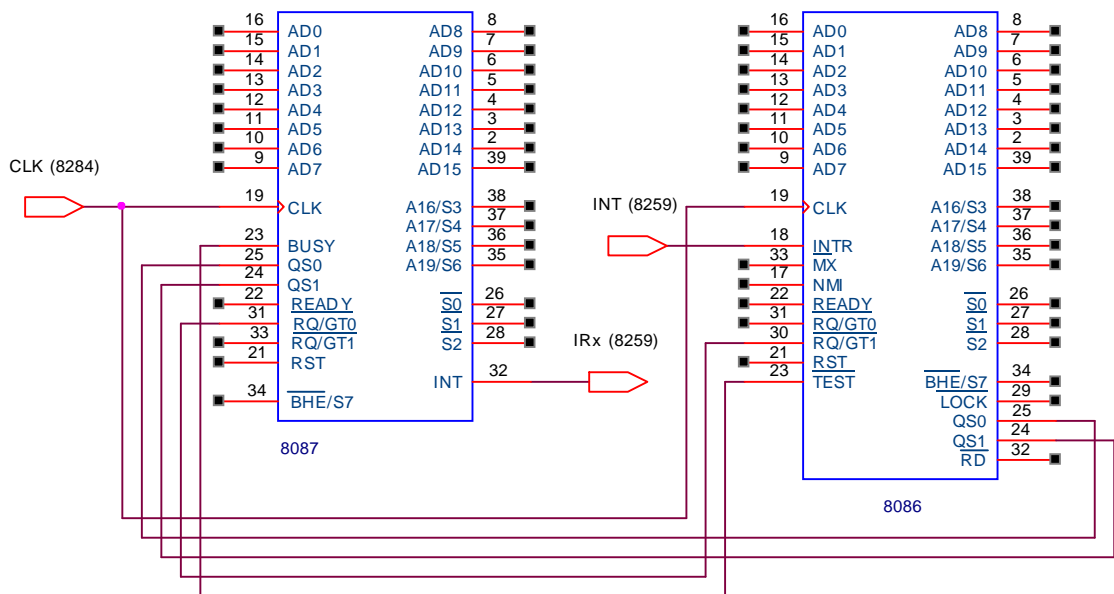 16 AD0 AD8 8
15 AD1 AD9 7
14 AD2 AD10 6
13 AD3 AD11 5
12 AD4 AD12 4
11 AD5 AD13 3
10 AD6 AD14 2
9 AD7 AD15 39
CLK (8284)
19 CLK A16/S3 38
A17/S4 37
23 BUSY A18/S5 36
25 QS0 A19/S6 35
24 QS1
22 READY S0 26
31 RQ/GT0 S1 27
33 RQ/GT1 S2 28
21 RST
INT 32
34 BHE/S7
8087
IRx (8259)
INT (8259)
16 AD0 AD8 8
15 AD1 AD9 7
14 AD2 AD10 6
13 AD3 AD11 5
12 AD4 AD12 4
11 AD5 AD13 3
10 AD6 AD14 2
9 AD7 AD15 39
19 CLK A16/S3 38
A17/S4 37
18 INTR A18/S5 36
33 MX A19/S6 35
17 NMI
22 READY S0 26
31 RQ/GT0 S1 27
30 RQ/GT1 S2 28
21 RST
23 TEST BHE/S7 34
LOCK 29
QS0 25
QS1 24
RD 32
8086